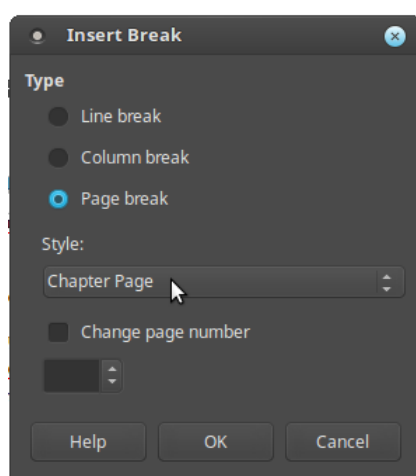 Insert Break
Type
Line break
Column break
Page break
Style:
Chapter Page
Change page number
Help OK Cancel